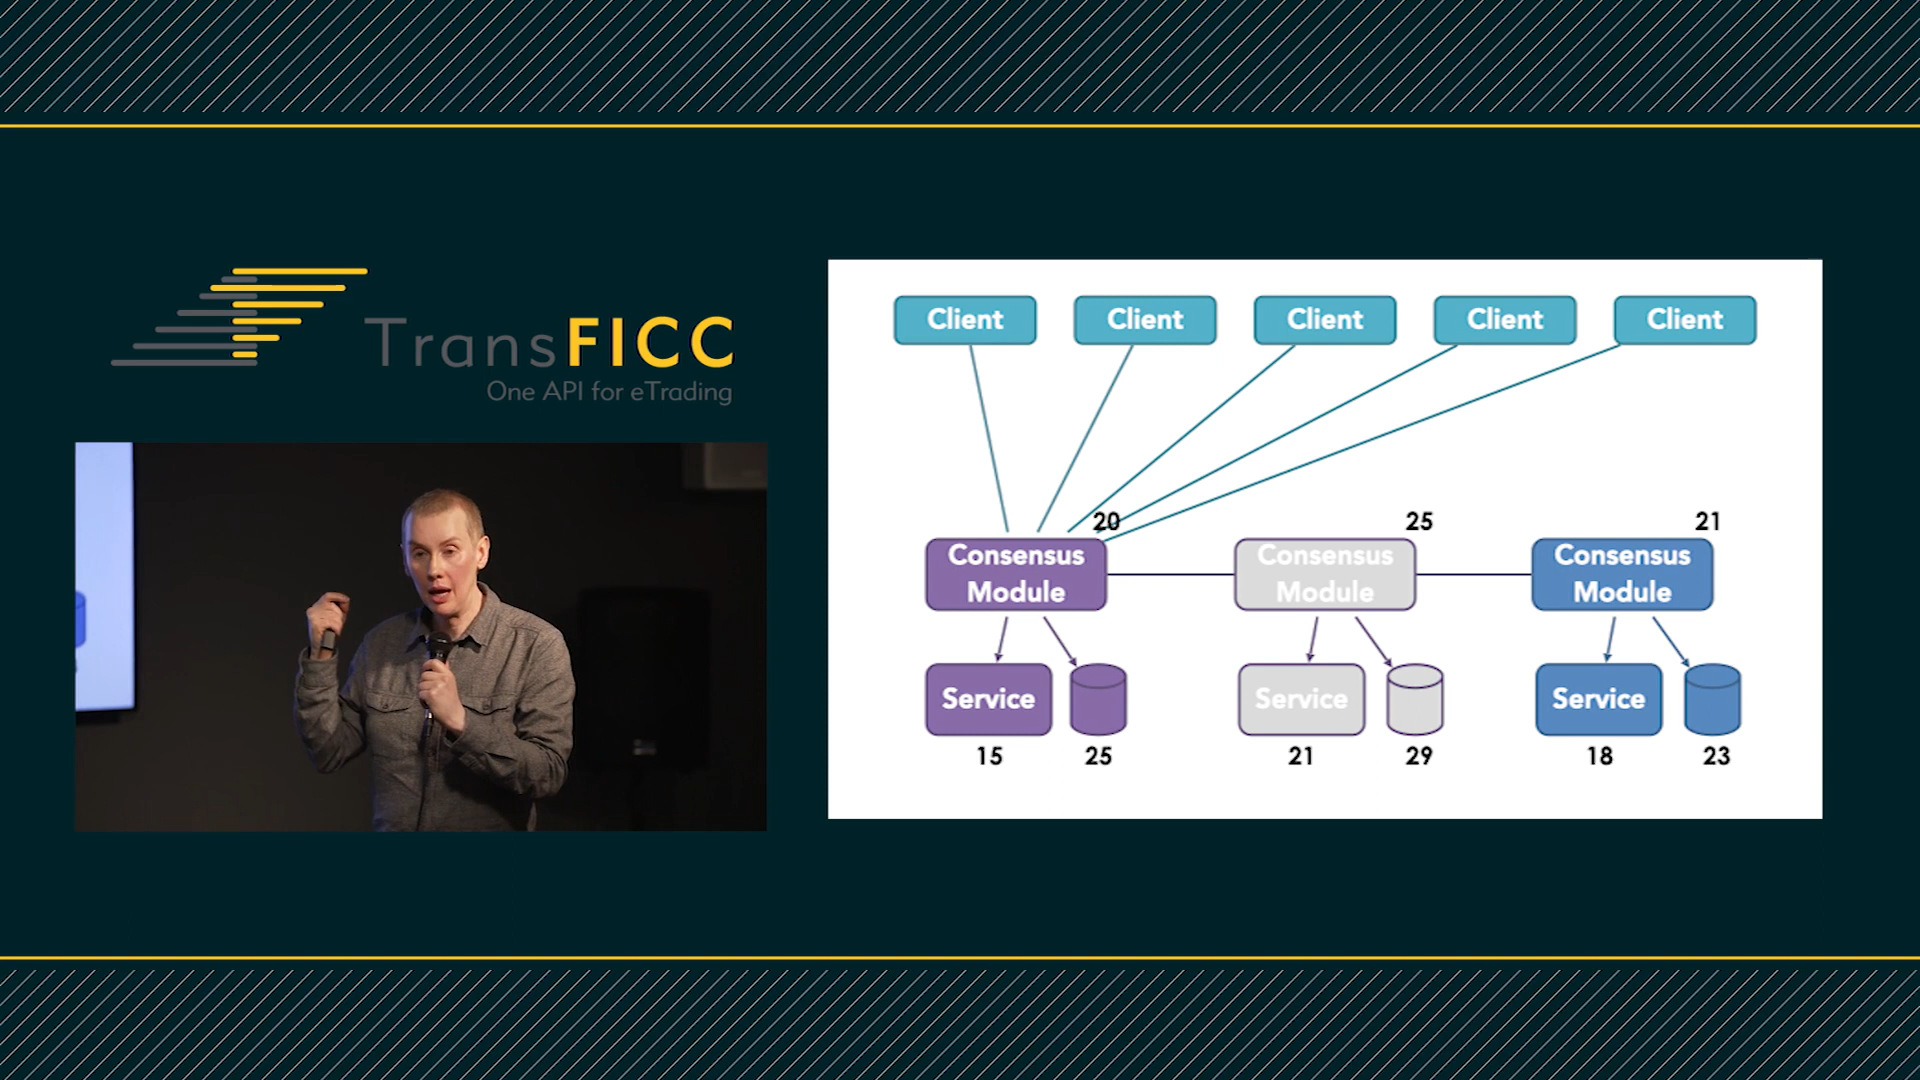 TransFICC
One API for eTrading
Client Client Client Client Client
20 25 21
Consensus Module
Consensus Module
Consensus Module
Service
Service
Service
15 25 21 29 18 23